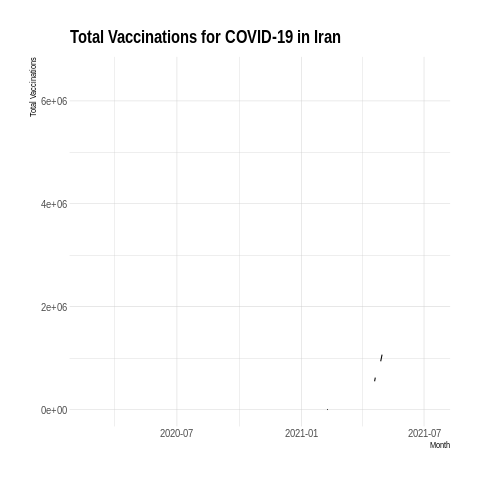 Total Vaccinations for COVID-19 in Iran
Total Vaccinations
6e+06
4e+06
2e+06
0e+00
2020-07
2021-01
2021-07
Month